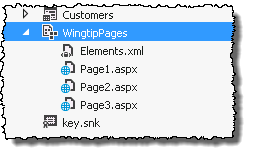 Customers
WingtipPages
Elements.xml
Page1.aspx
Page2.aspx
Page3.aspx
key.snk